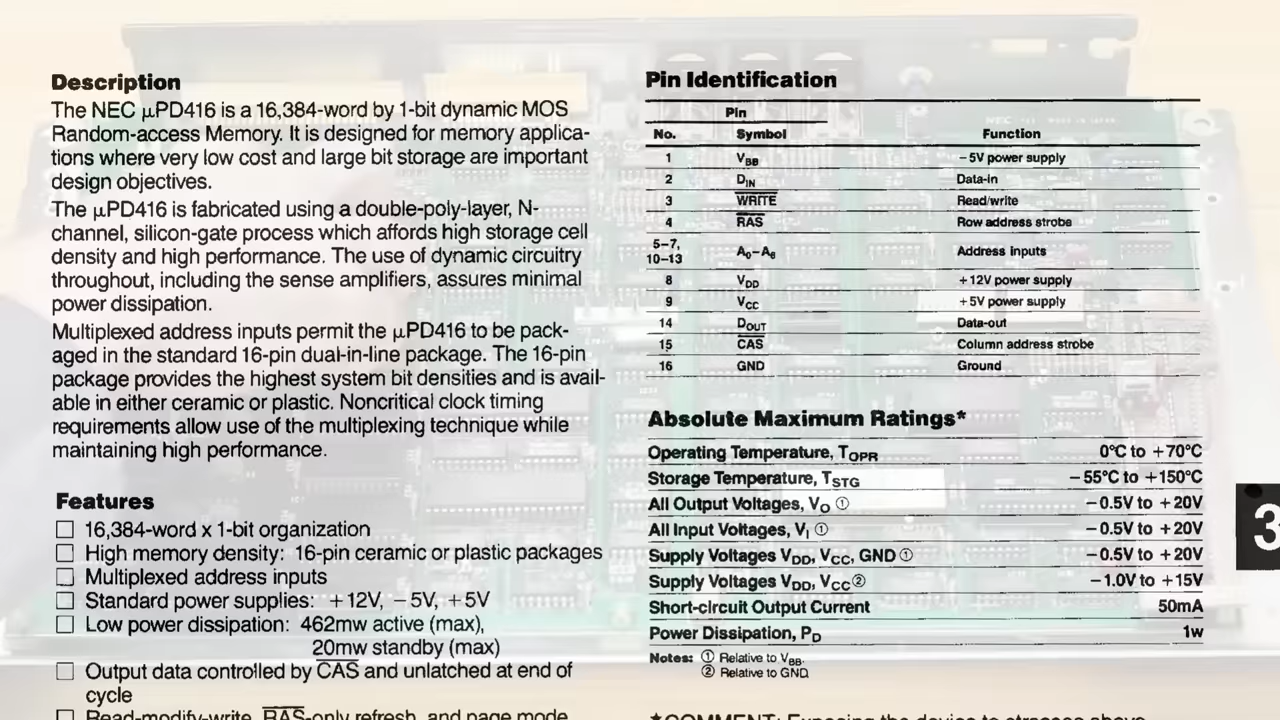 Description
The NEC μPD416 is a 16,384-word by 1-bit dynamic MOS
Random-access Memory. It is designed for memory applica-
tions where very low cost and large bit storage are important
design objectives.
The μPD416 is fabricated using a double-poly-layer, N-
channel, silicon-gate process which affords high storage cell
density and high performance. The use of dynamic circuitry
throughout, including the sense amplifiers, assures minimal
power dissipation.
Multiplexed address inputs permit the μPD416 to be pack-
aged in the standard 16-pin dual-in-line package. The 16-pin
package provides the highest system bit densities and is avail-
able in either ceramic or plastic. Noncritical clock timing
requirements allow use of the multiplexing technique while
maintaining high performance.
Features
☐ 16,384-word x 1-bit organization
☐ High memory density: 16-pin ceramic or plastic packages
☐ Multiplexed address inputs
☐ Standard power supplies: +12V, −5V, +5V
☐ Low power dissipation: 462mw active (max),
20mw standby (max)
☐ Output data controlled by C̅A̅S̅ and unlatched at end of
cycle
☐ Read-modify-write, R̅A̅S̅-only refresh, and page mode
Pin Identification
Pin
No. Symbol Function
1 VBB −5V power supply
2 DIN Data-in
3 W̅R̅I̅T̅E̅ Read/write
4 R̅A̅S̅ Row address strobe
5–7, 10–13 A0–A6 Address inputs
8 VDD +12V power supply
9 VCC +5V power supply
14 DOUT Data-out
15 C̅A̅S̅ Column address strobe
16 GND Ground
Absolute Maximum Ratings*
Operating Temperature, TOPR 0°C to +70°C
Storage Temperature, TSTG −55°C to +150°C
All Output Voltages, VO ① −0.5V to +20V
All Input Voltages, VI ① −0.5V to +20V
Supply Voltages VDD, VCC, GND ① −0.5V to +20V
Supply Voltages VDD, VCC ② −1.0V to +15V
Short-circuit Output Current 50mA
Power Dissipation, PD 1w
Notes: ① Relative to VBB.
② Relative to GND
*COMMENT: Exposing the device to stresses above
3